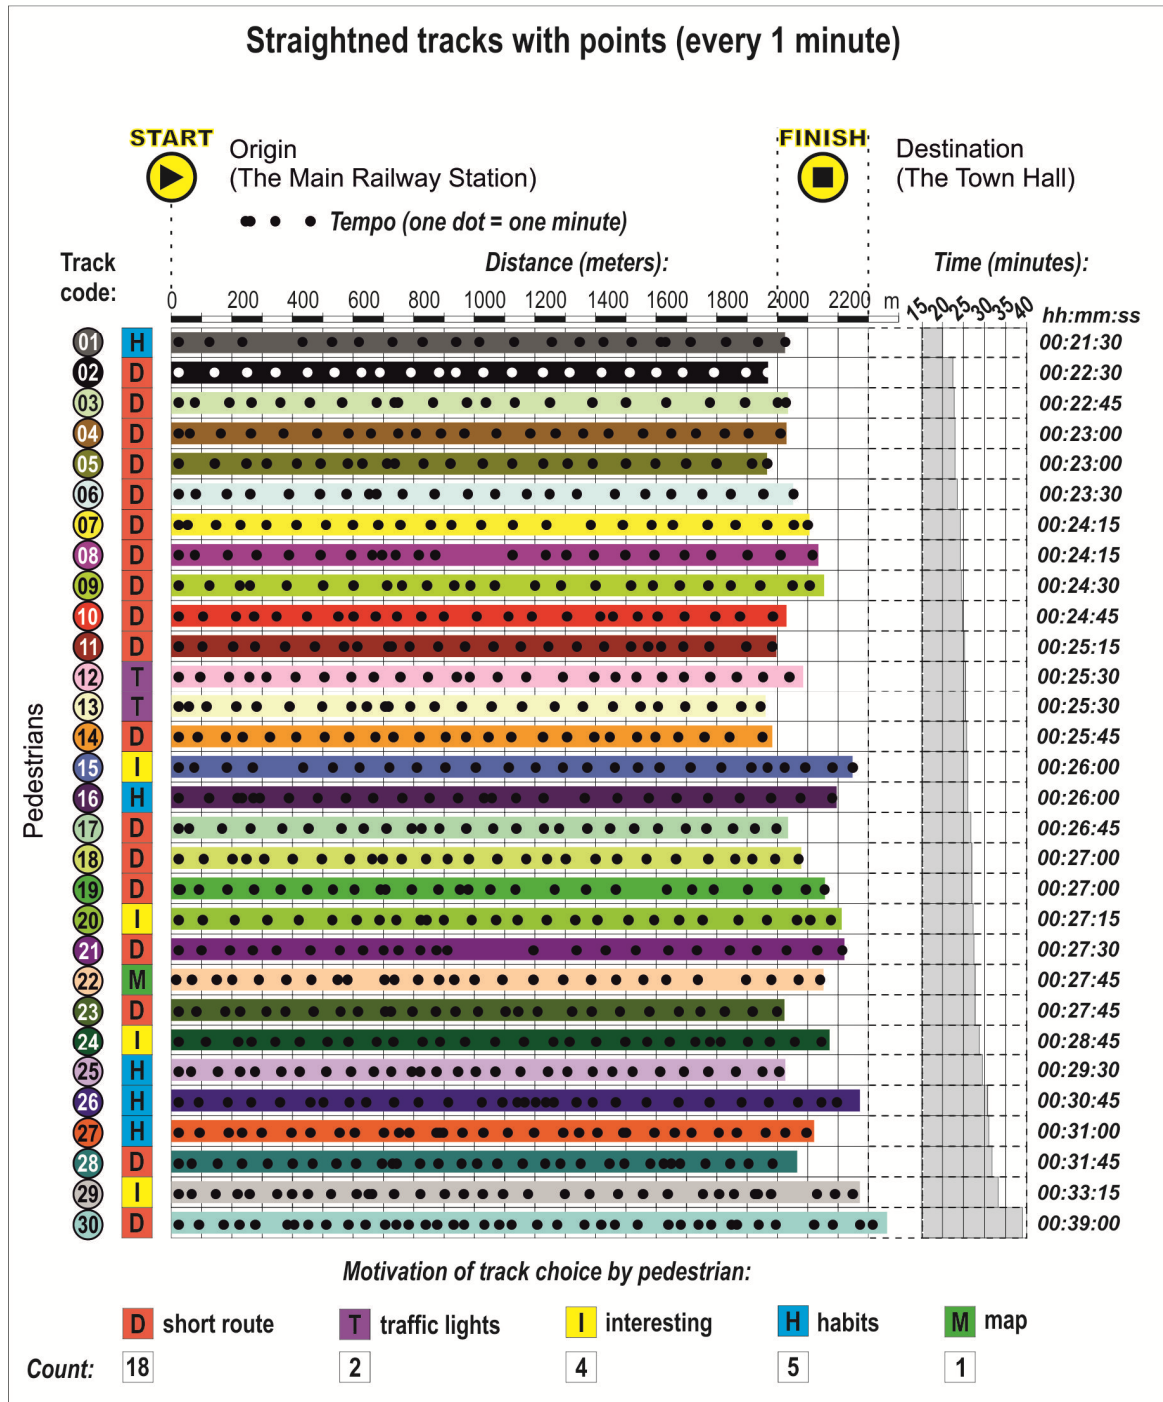 Straightned tracks with points (every 1 minute)
START
FINISH
Origin
(The Main Railway Station)
Destination
(The Town Hall)
Tempo (one dot = one minute)
Track
code:
Distance (meters):
Time (minutes):
0 200 400 600 800 1000 1200 1400 1600 1800 2000 2200 m
15 20 25 30 35 40
hh:mm:ss
Pedestrians
01 H 00:21:30
02 D 00:22:30
03 D 00:22:45
04 D 00:23:00
05 D 00:23:00
06 D 00:23:30
07 D 00:24:15
08 D 00:24:15
09 D 00:24:30
10 D 00:24:45
11 D 00:25:15
12 T 00:25:30
13 T 00:25:30
14 D 00:25:45
15 I 00:26:00
16 H 00:26:00
17 D 00:26:45
18 D 00:27:00
19 D 00:27:00
20 I 00:27:15
21 D 00:27:30
22 M 00:27:45
23 D 00:27:45
24 I 00:28:45
25 H 00:29:30
26 H 00:30:45
27 H 00:31:00
28 D 00:31:45
29 I 00:33:15
30 D 00:39:00
Motivation of track choice by pedestrian:
D short route T traffic lights I interesting H habits M map
Count: 18 2 4 5 1